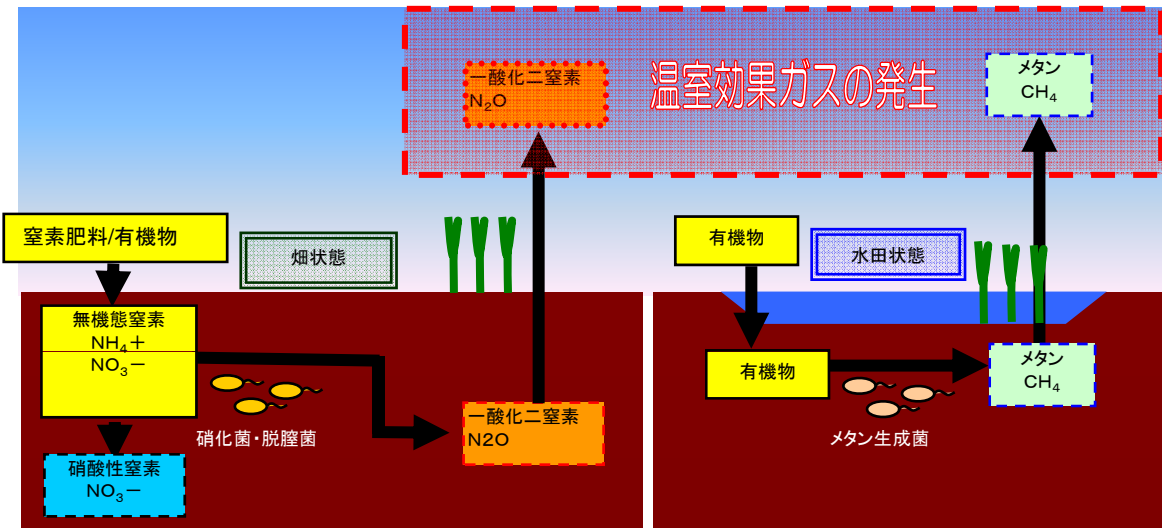 温室効果ガスの発生
一酸化二窒素
N₂O
メタン
CH₄
窒素肥料/有機物
畑状態
無機態窒素
NH₄+
NO₃－
硝化菌・脱膣菌
硝酸性窒素
NO₃－
一酸化二窒素
N2O
有機物
水田状態
有機物
メタン
CH₄
メタン生成菌